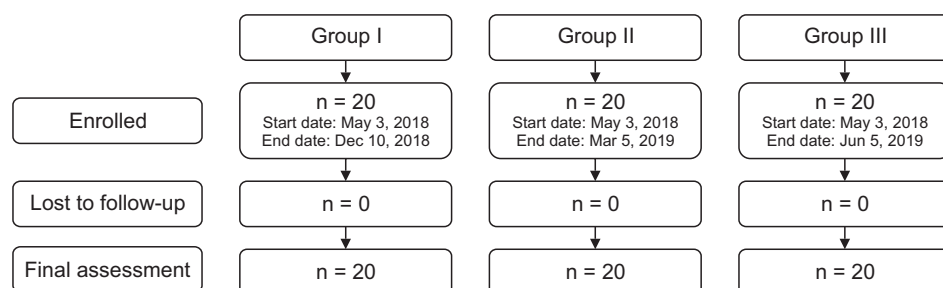 Group I
Group II
Group III
Enrolled
n = 20
Start date: May 3, 2018
End date: Dec 10, 2018
n = 20
Start date: May 3, 2018
End date: Mar 5, 2019
n = 20
Start date: May 3, 2018
End date: Jun 5, 2019
Lost to follow-up
n = 0
n = 0
n = 0
Final assessment
n = 20
n = 20
n = 20